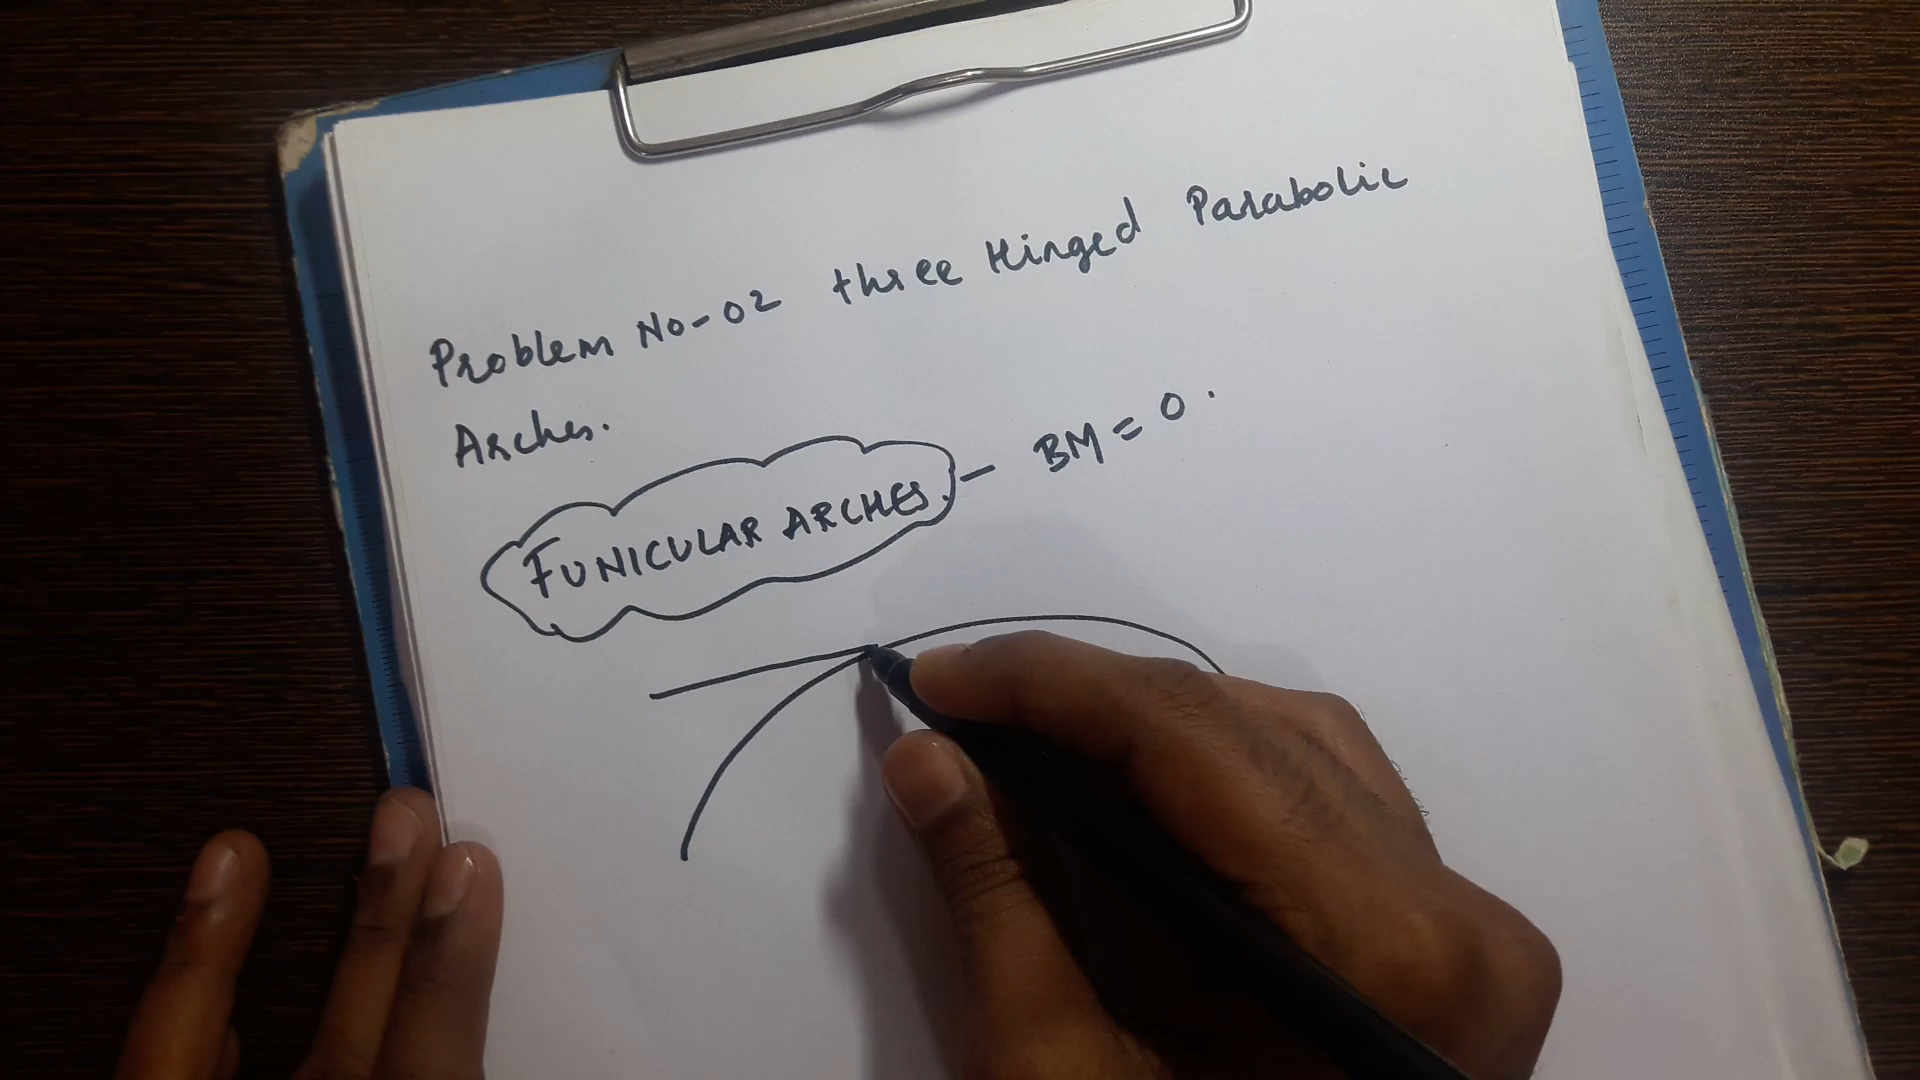 Problem No-02 three Hinged Parabolic
Arches.
FUNICULAR ARCHES. - BM = 0.